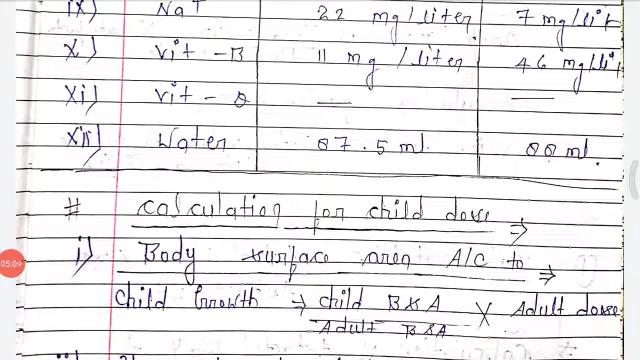 ix) Na+ 22 mg/liter 7 mg/lit
x) Vit-B 11 mg/liter 46 mg/lit
xi) Vit- — —
xii) Water 87.5 ml. 88 ml.
# Calculation for child dose ⇒
i) Body surface area A/C to ⇒
child Growth → child BSA / Adult BSA X Adult dose
05:09